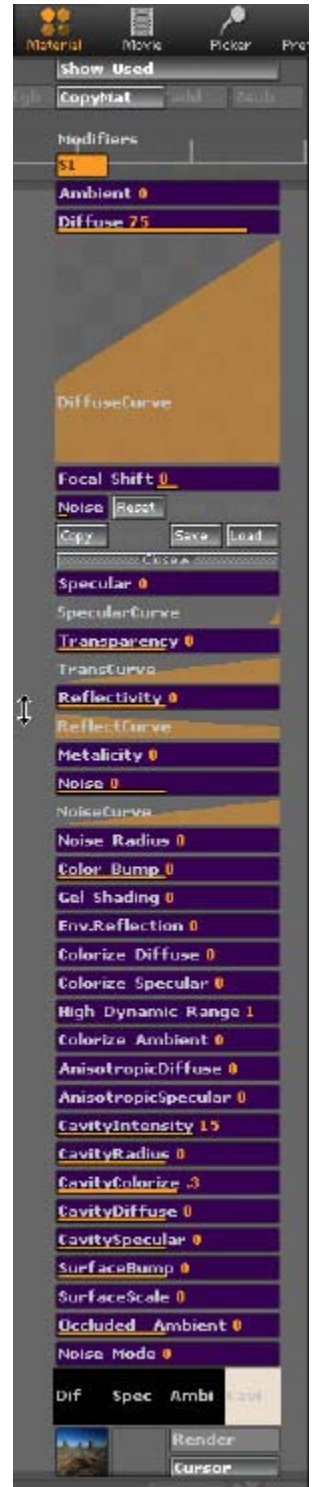 Material Movie Picker Pre
Show Used
CopyMat
Modifiers
S1
Ambient 0
Diffuse 75
DiffuseCurve
Focal Shift 0
Noise Reset
Copy Save Load
Close
Specular 0
SpecularCurve
Transparency 0
TransCurve
Reflectivity 0
ReflectCurve
Metalicity 0
Noise 0
NoiseCurve
Noise Radius 0
Color Bump 0
Gel Shading 0
Env.Reflection 0
Colorize Diffuse 0
Colorize Specular 0
High Dynamic Range 1
Colorize Ambient 0
AnisotropicDiffuse 0
AnisotropicSpecular 0
CavityIntensity 15
CavityRadius 0
CavityColorize .3
CavityDiffuse 0
CavitySpecular 0
SurfaceBump 0
SurfaceScale 0
Occluded Ambient 0
Noise Mode 0
Dif Spec Ambi Cavi
Render
Cursor